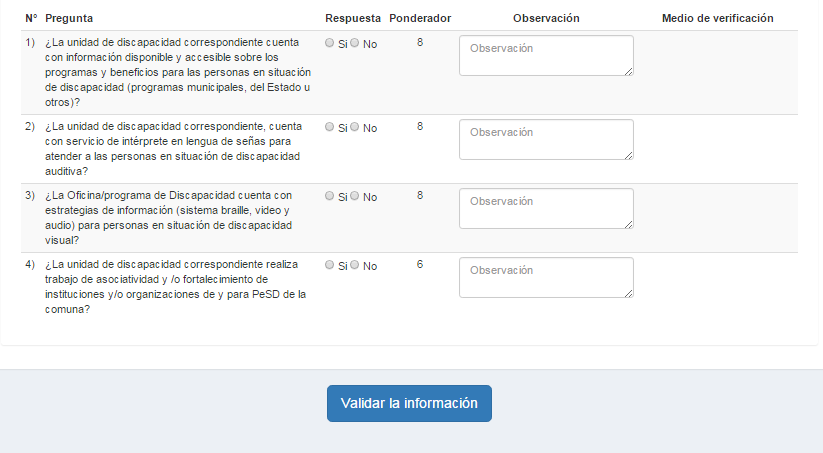 N° Pregunta Respuesta Ponderador Observación Medio de verificación
1) ¿La unidad de discapacidad correspondiente cuenta Si No 8 Observación
con información disponible y accesible sobre los
programas y beneficios para las personas en situación
de discapacidad (programas municipales, del Estado u
otros)?
2) ¿La unidad de discapacidad correspondiente, cuenta Si No 8 Observación
con servicio de intérprete en lengua de señas para
atender a las personas en situación de discapacidad
auditiva?
3) ¿La Oficina/programa de Discapacidad cuenta con Si No 8 Observación
estrategias de información (sistema braille, video y
audio) para personas en situación de discapacidad
visual?
4) ¿La unidad de discapacidad correspondiente realiza Si No 6 Observación
trabajo de asociatividad y /o fortalecimiento de
instituciones y/o organizaciones de y para PeSD de la
comuna?
Validar la información